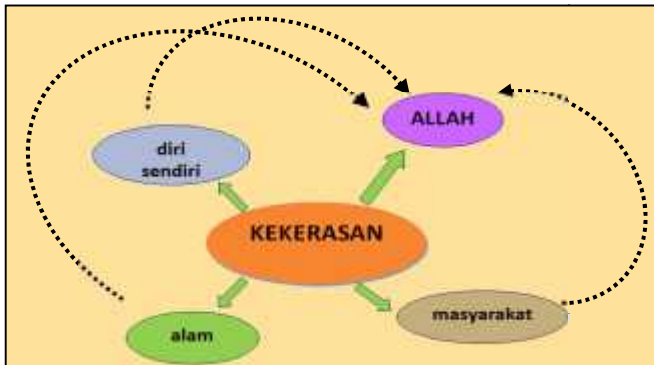 ALLAH
diri
sendiri
KEKERASAN
masyarakat
alam